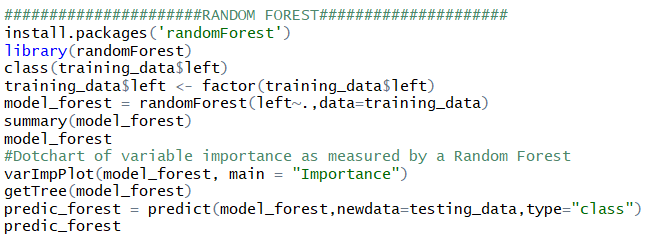 ######################RANDOM FOREST#####################
install.packages('randomForest')
library(randomForest)
class(training_data$left)
training_data$left <- factor(training_data$left)
model_forest = randomForest(left~.,data=training_data)
summary(model_forest)
model_forest
#Dotchart of variable importance as measured by a Random Forest
varImpPlot(model_forest, main = "Importance")
getTree(model_forest)
predic_forest = predict(model_forest,newdata=testing_data,type="class")
predic_forest